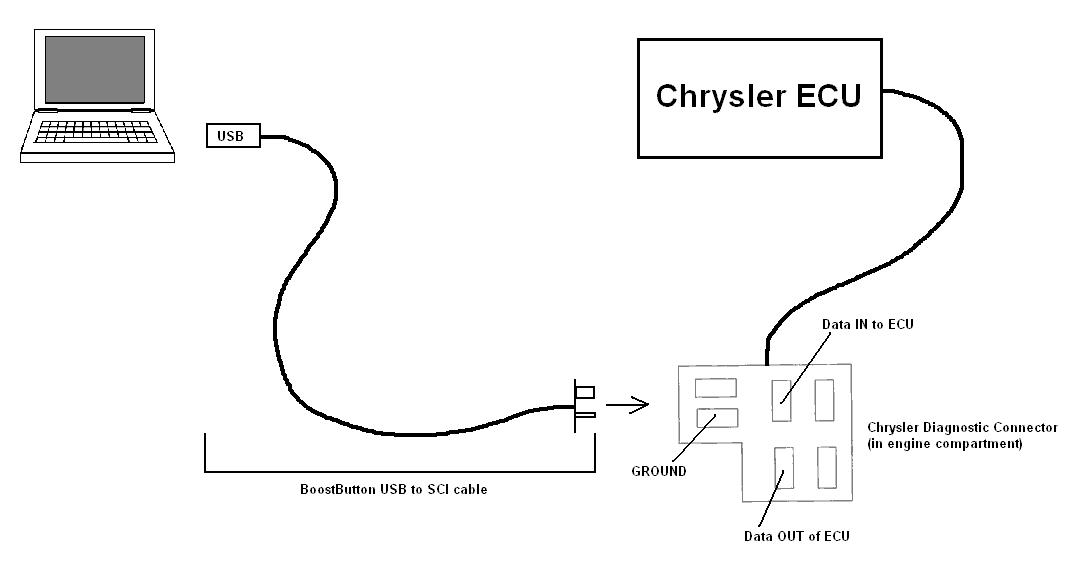 Chrysler ECU
USB
Data IN to ECU
Chrysler Diagnostic Connector
(in engine compartment)
GROUND
BoostButton USB to SCI cable
Data OUT of ECU